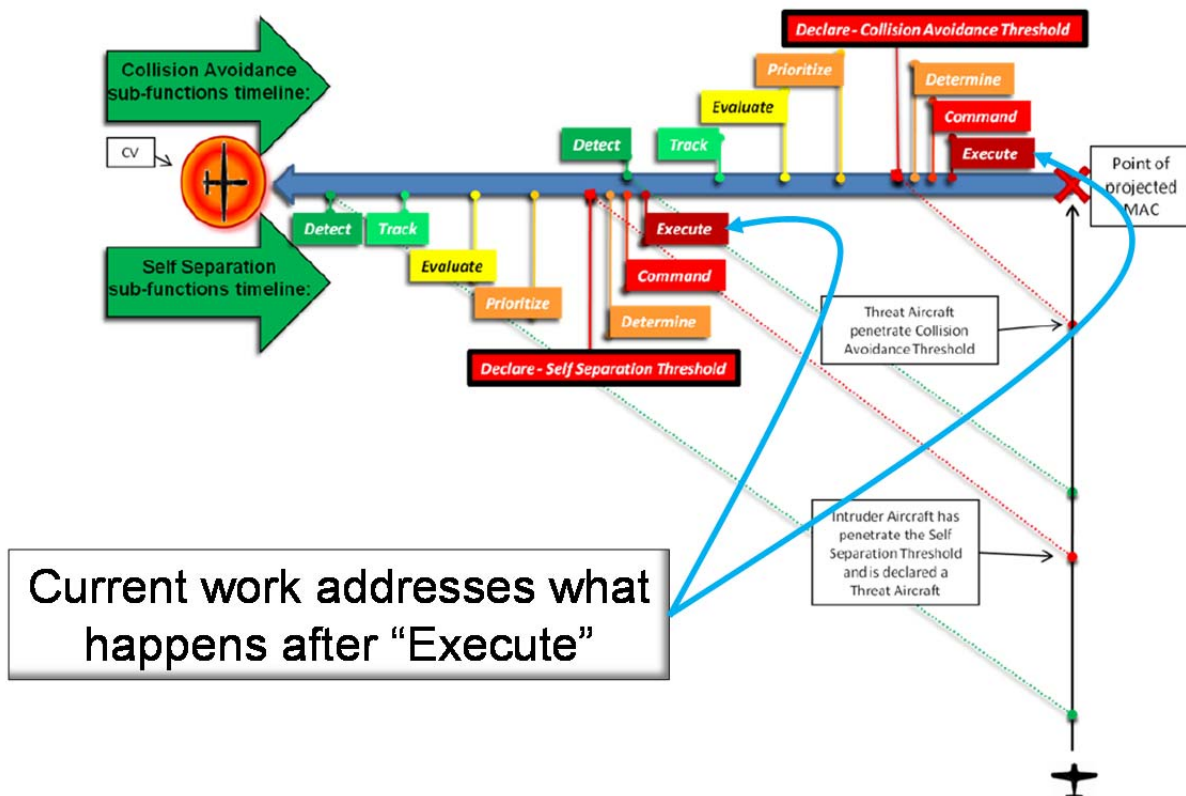 Declare - Collision Avoidance Threshold
Collision Avoidance
sub-functions timeline:
Prioritize
Determine
Evaluate
Command
Detect
Track
Execute
CV
Point of
projected
MAC
Detect
Track
Execute
Self Separation
sub-functions timeline:
Evaluate
Command
Prioritize
Determine
Threat Aircraft
penetrate Collision
Avoidance Threshold
Declare - Self Separation Threshold
Intruder Aircraft has
penetrate the Self
Separation Threshold
and is declared a
Threat Aircraft
Current work addresses what
happens after “Execute”